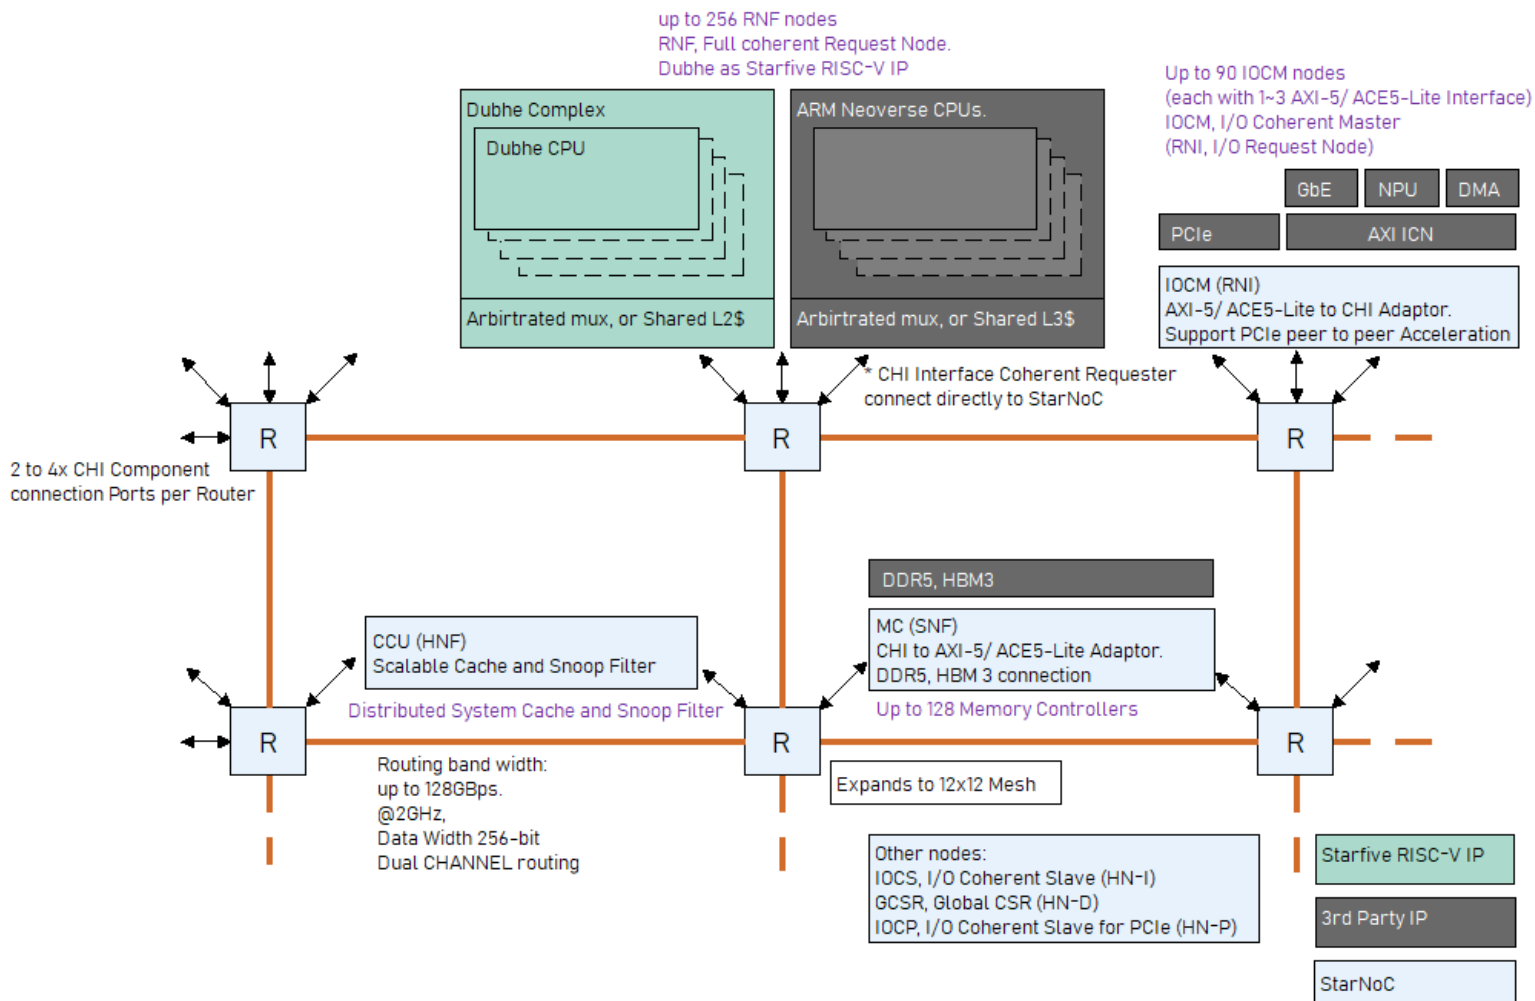 up to 256 RNF nodes
RNF, Full coherent Request Node.
Dubhe as Starfive RISC-V IP
Up to 90 IOCM nodes
(each with 1~3 AXI-5/ ACE5-Lite Interface)
IOCM, I/O Coherent Master
(RNI, I/O Request Node)
Dubhe Complex
Dubhe CPU
Arbirtrated mux, or Shared L2$
ARM Neoverse CPUs.
Arbirtrated mux, or Shared L3$
GbE
NPU
DMA
PCIe
AXI ICN
IOCM (RNI)
AXI-5/ ACE5-Lite to CHI Adaptor.
Support PCIe peer to peer Acceleration
* CHI Interface Coherent Requester
connect directly to StarNoC
R
R
R
2 to 4x CHI Component
connection Ports per Router
DDR5, HBM3
CCU (HNF)
Scalable Cache and Snoop Filter
MC (SNF)
CHI to AXI-5/ ACE5-Lite Adaptor.
DDR5, HBM 3 connection
Distributed System Cache and Snoop Filter
Up to 128 Memory Controllers
R
R
R
Routing band width:
up to 128GBps.
@2GHz,
Data Width 256-bit
Dual CHANNEL routing
Expands to 12x12 Mesh
Other nodes:
IOCS, I/O Coherent Slave (HN-I)
GCSR, Global CSR (HN-D)
IOCP, I/O Coherent Slave for PCIe (HN-P)
Starfive RISC-V IP
3rd Party IP
StarNoC